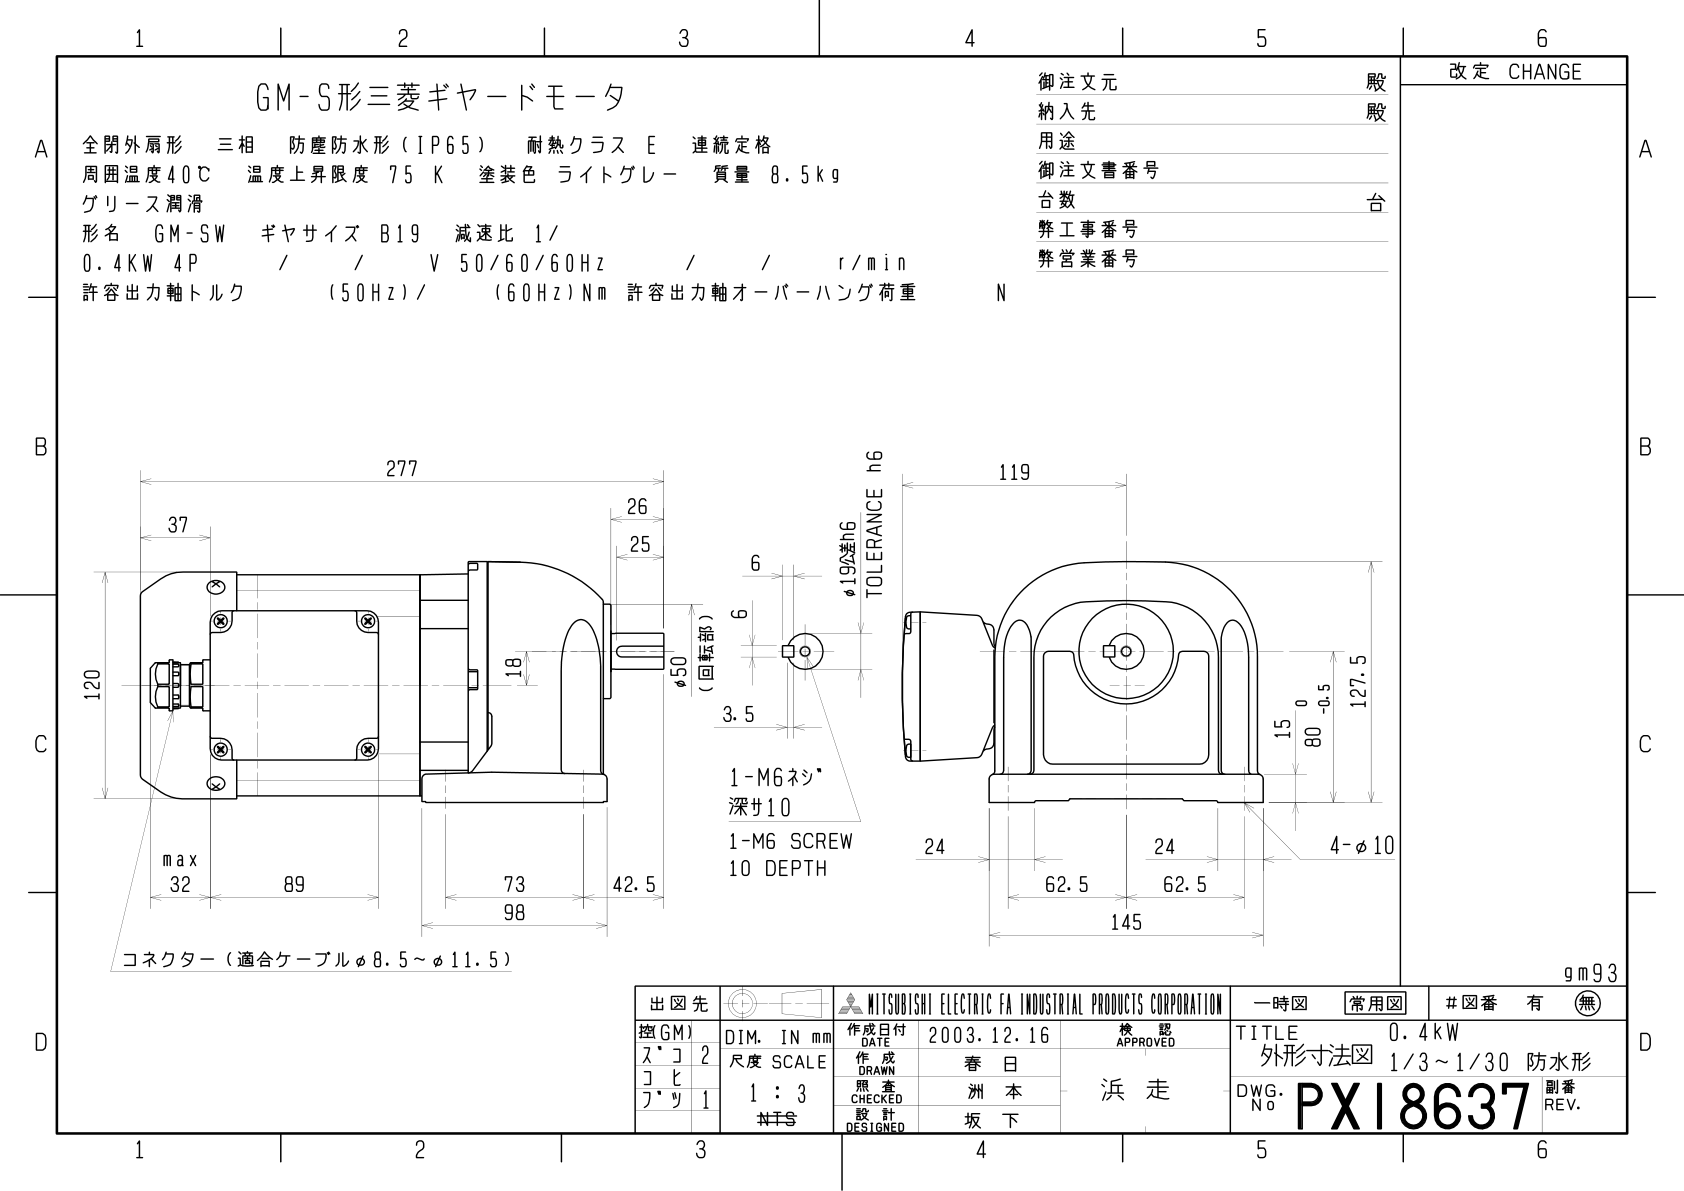 1 2 3 4 5 6
改定 CHANGE
GM-S形三菱ギヤードモータ
全閉外扇形 三相 防塵防水形(IP65) 耐熱クラス E 連続定格
周囲温度40℃ 温度上昇限度 75 K 塗装色 ライトグレー 質量 8.5kg
グリース潤滑
形名 GM-SW ギヤサイズ B19 減速比 1/
0.4KW 4P / / V 50/60/60Hz / / r/min
許容出力軸トルク (50Hz)/ (60Hz)Nm 許容出力軸オーバーハング荷重 N
御注文元 殿
納入先 殿
用途
御注文書番号
台数 台
弊工事番号
弊営業番号
A A
B B
C C
D D
277
37
26
25
120
18
φ50
(回転部)
max
32
89
73
42.5
98
コネクター(適合ケーブルφ8.5~φ11.5)
6
6
3.5
φ19公差h6
TOLERANCE h6
1-M6ネジ
深サ10
1-M6 SCREW
10 DEPTH
119
127.5
15
80 0 -0.5
24
24
4-φ10
62.5
62.5
145
gm93
出図先
控(GM)
スﾞコ 2
コヒ
ブツ 1
DIM. IN mm
尺度 SCALE
1 : 3
NTS
MITSUBISHI ELECTRIC FA INDUSTRIAL PRODUCTS CORPORATION
作成日付 DATE 2003.12.16
作成 DRAWN 春日
照査 CHECKED 洲本
設計 DESIGNED 坂下
検認 APPROVED
浜走
一時図 常用図 #図番 有 無
TITLE 0.4kW
外形寸法図 1/3~1/30 防水形
DWG. No PX18637
副番 REV.
1 2 3 4 5 6